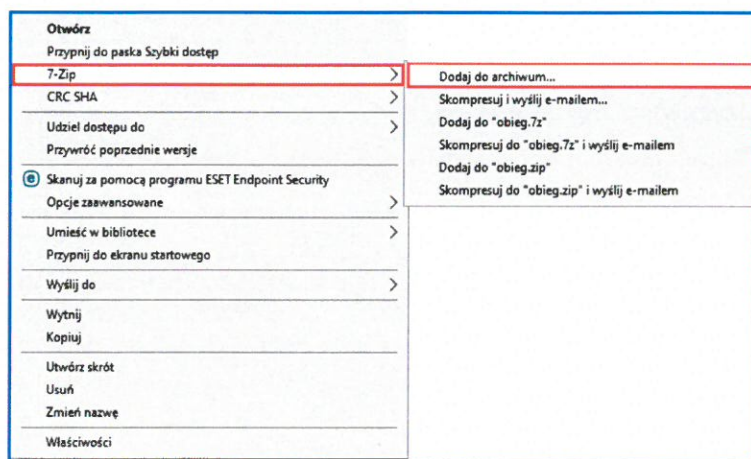 Otwórz
Przypnij do paska Szybki dostęp
7-Zip
CRC SHA
Udziel dostępu do
Przywróć poprzednie wersje
Skanuj za pomocą programu ESET Endpoint Security
Opcje zaawansowane
Umieść w bibliotece
Przypnij do ekranu startowego
Wyślij do
Wytnij
Kopiuj
Utwórz skrót
Usuń
Zmień nazwę
Właściwości
Dodaj do archiwum...
Skompresuj i wyślij e-mailem...
Dodaj do "obieg.7z"
Skompresuj do "obieg.7z" i wyślij e-mailem
Dodaj do "obieg.zip"
Skompresuj do "obieg.zip" i wyślij e-mailem